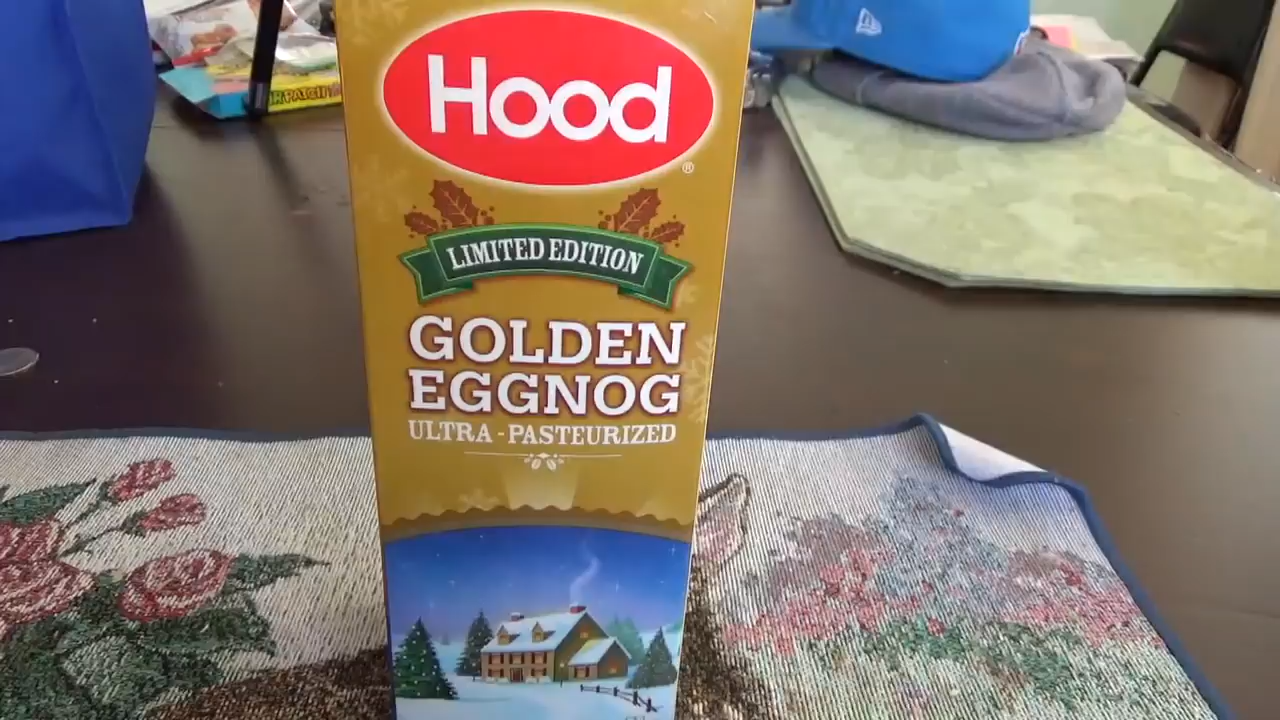 Hood
®
LIMITED EDITION
GOLDEN
EGGNOG
ULTRA-PASTEURIZED